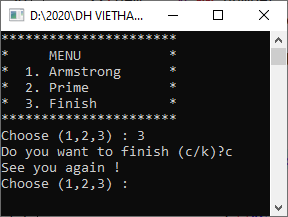 D:\2020\DH VIETHA...
**********************
*     MENU           *
*  1. Armstrong      *
*  2. Prime          *
*  3. Finish         *
**********************
Choose (1,2,3) : 3
Do you want to finish (c/k)?c
See you again !
Choose (1,2,3) :